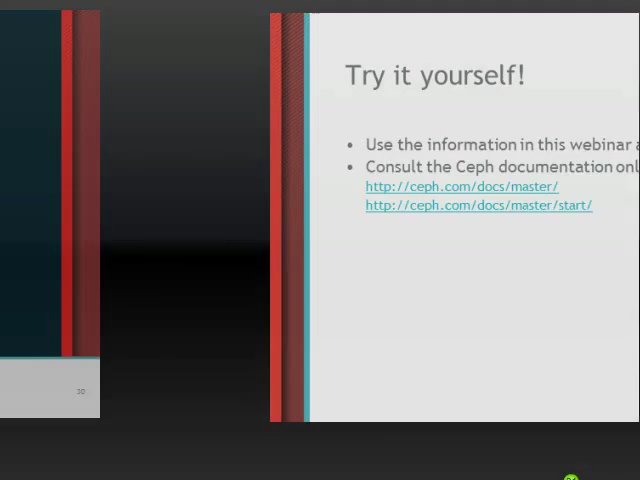 Try it yourself!
• Use the information in this webinar
• Consult the Ceph documentation
http://ceph.com/docs/master/
http://ceph.com/docs/master/start/
30